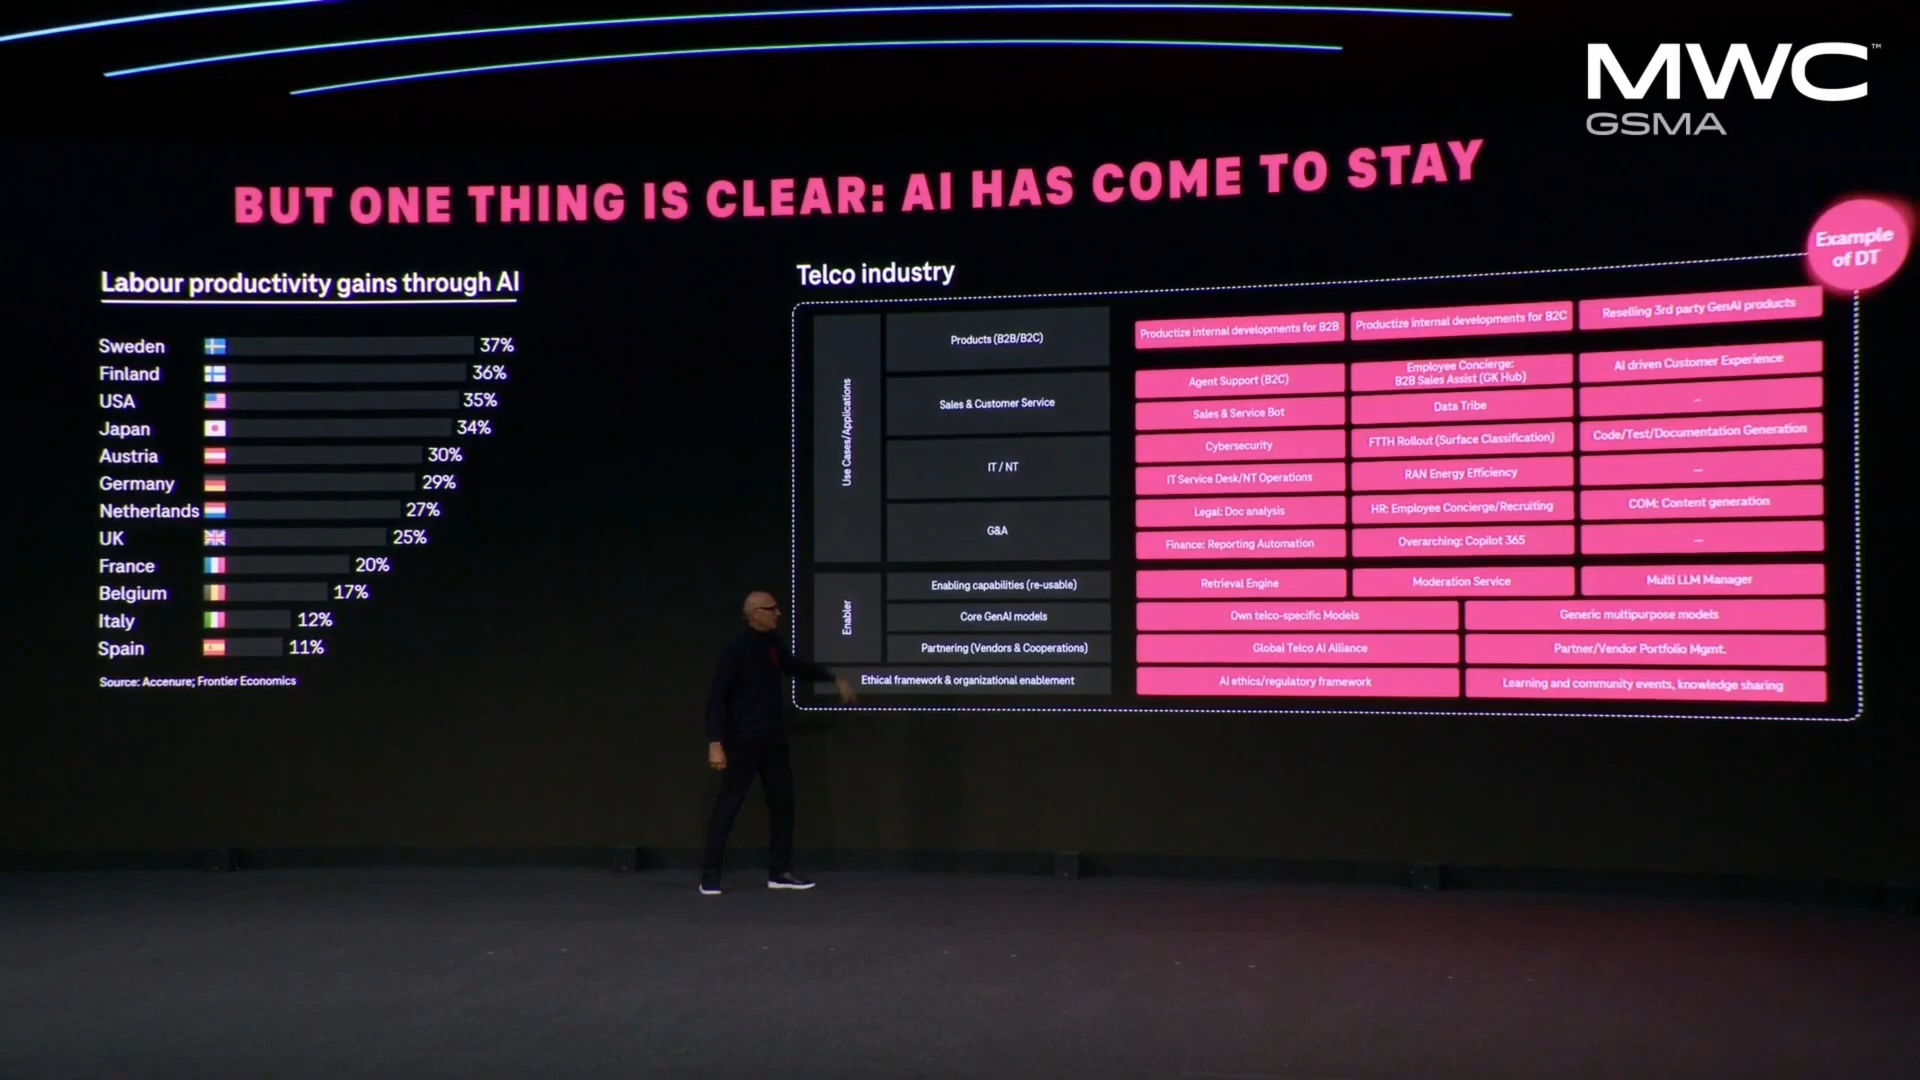 MWC™
GSMA
BUT ONE THING IS CLEAR: AI HAS COME TO STAY
Example
of DT
Labour productivity gains through AI
Sweden 37%
Finland 36%
USA 35%
Japan 34%
Austria 30%
Germany 29%
Netherlands 27%
UK 25%
France 20%
Belgium 17%
Italy 12%
Spain 11%
Source: Accenure; Frontier Economics
Telco industry
Use Cases/Applications
Products (B2B/B2C)
Productize internal developments for B2B
Productize internal developments for B2C
Reselling 3rd party GenAI products
Sales & Customer Service
Agent Support (B2C)
Employee Concierge:
B2B Sales Assist (GK Hub)
AI driven Customer Experience
Sales & Service Bot
Data Tribe
–
IT / NT
Cybersecurity
FTTH Rollout (Surface Classification)
Code/Test/Documentation Generation
IT Service Desk/NT Operations
RAN Energy Efficiency
–
G&A
Legal: Doc analysis
HR: Employee Concierge/Recruiting
COM: Content generation
Finance: Reporting Automation
Overarching: Copilot 365
–
Enabler
Enabling capabilities (re-usable)
Retrieval Engine
Moderation Service
Multi LLM Manager
Core GenAI models
Own telco-specific Models
Generic multipurpose models
Partnering (Vendors & Cooperations)
Global Telco AI Alliance
Partner/Vendor Portfolio Mgmt.
Ethical framework & organizational enablement
AI ethics/regulatory framework
Learning and community events, knowledge sharing